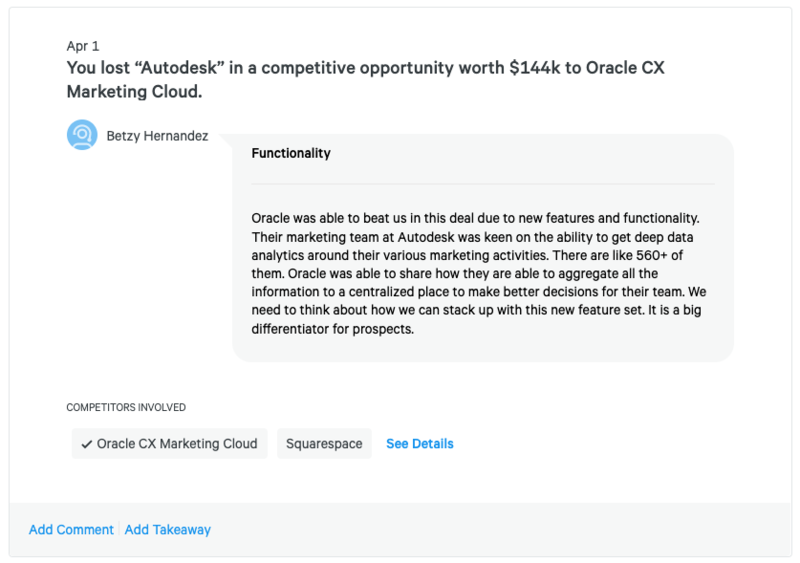 Apr 1
You lost “Autodesk” in a competitive opportunity worth $144k to Oracle CX
Marketing Cloud.
Betzy Hernandez
Functionality
Oracle was able to beat us in this deal due to new features and functionality.
Their marketing team at Autodesk was keen on the ability to get deep data
analytics around their various marketing activities. There are like 560+ of
them. Oracle was able to share how they are able to aggregate all the
information to a centralized place to make better decisions for their team. We
need to think about how we can stack up with this new feature set. It is a big
differentiator for prospects.
COMPETITORS INVOLVED
✓ Oracle CX Marketing Cloud Squarespace See Details
Add Comment Add Takeaway